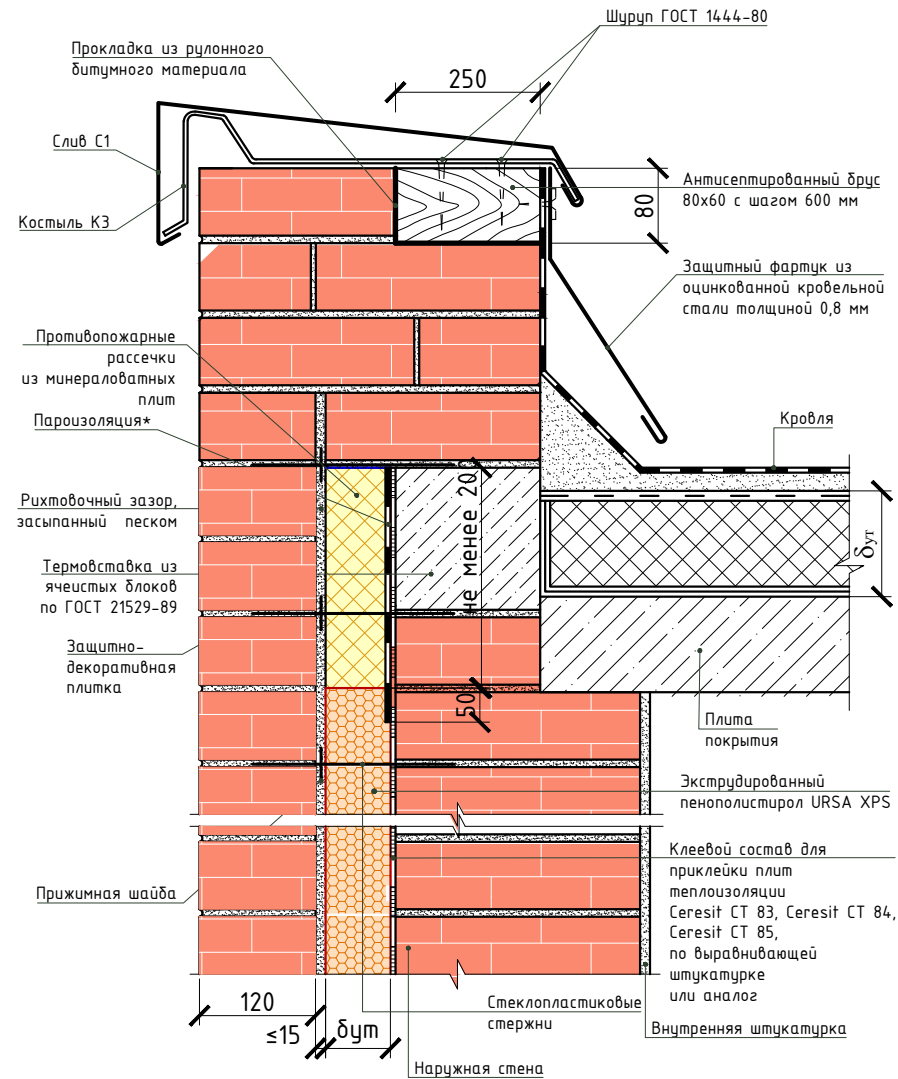 Шуруп ГОСТ 1444-80
Прокладка из рулонного
битумного материала
250
Слив С1
Костыль К3
Антисептированный брус
80х60 с шагом 600 мм
80
Защитный фартук из
оцинкованной кровельной
стали толщиной 0,8 мм
Противопожарные
рассечки
из минераловатных
плит
Пароизоляция*
Кровля
Рихтовочный зазор,
засыпанный песком
не менее 20
δут
Термовставка из
ячеистых блоков
по ГОСТ 21529-89
Защитно-
декоративная
плитка
50
Плита
покрытия
Экструдированный
пенополистирол URSA XPS
Клеевой состав для
приклейки плит
теплоизоляции
Ceresit CT 83, Ceresit CT 84,
Ceresit CT 85,
по выравнивающей
штукатурке
или аналог
Прижимная шайба
120
≤15
δут
Стеклопластиковые
стержни
Внутренняя штукатурка
Наружная стена